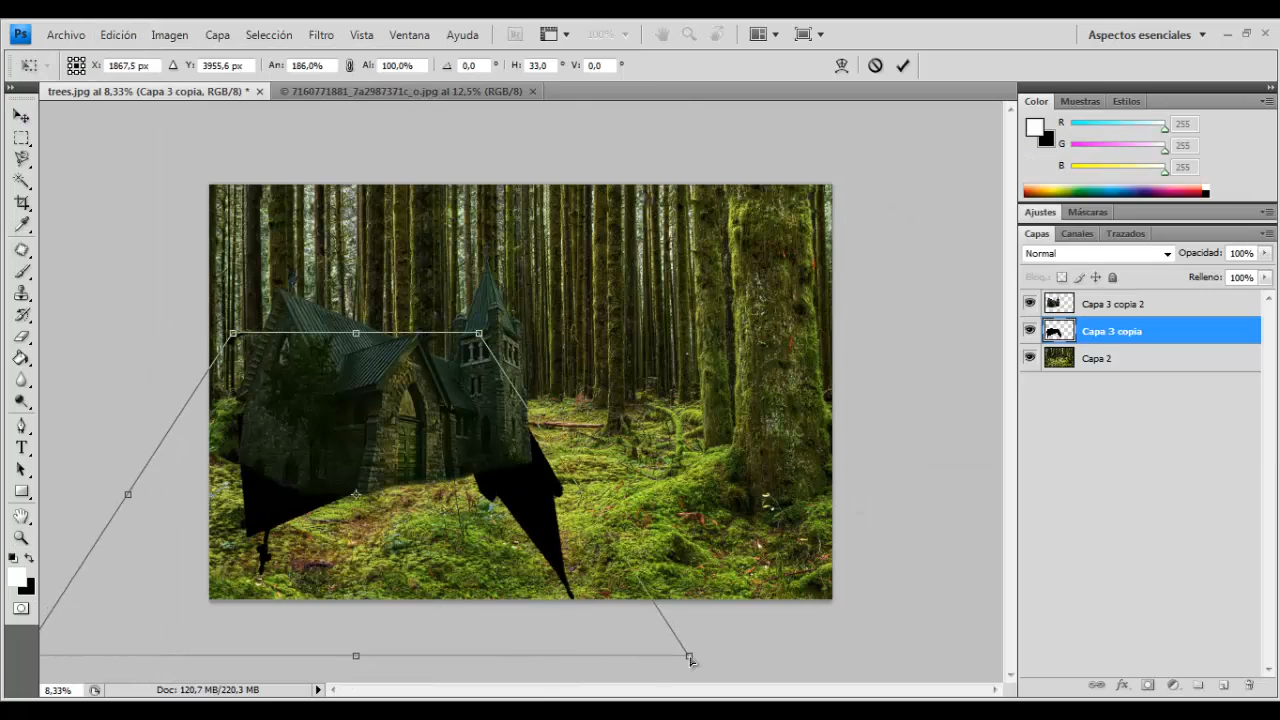 Ps Archivo Edición Imagen Capa Selección Filtro Vista Ventana Ayuda Br 100% Aspectos esenciales
X: 1867,5 px Y: 3955,6 px An: 186,0% Al: 100,0% 0,0 ° H: 33,0 ° V: 0,0 °
trees.jpg al 8,33% (Capa 3 copia, RGB/8) * © 7160771881_7a2987371c_o.jpg al 12,5% (RGB/8)
Color Muestras Estilos
R 255
G 255
B 255
Ajustes Máscaras
Capas Canales Trazados
Normal Opacidad: 100%
Bloq.: Relleno: 100%
Capa 3 copia 2
Capa 3 copia
Capa 2
T
fx
8,33% Doc: 120,7 MB/220,3 MB